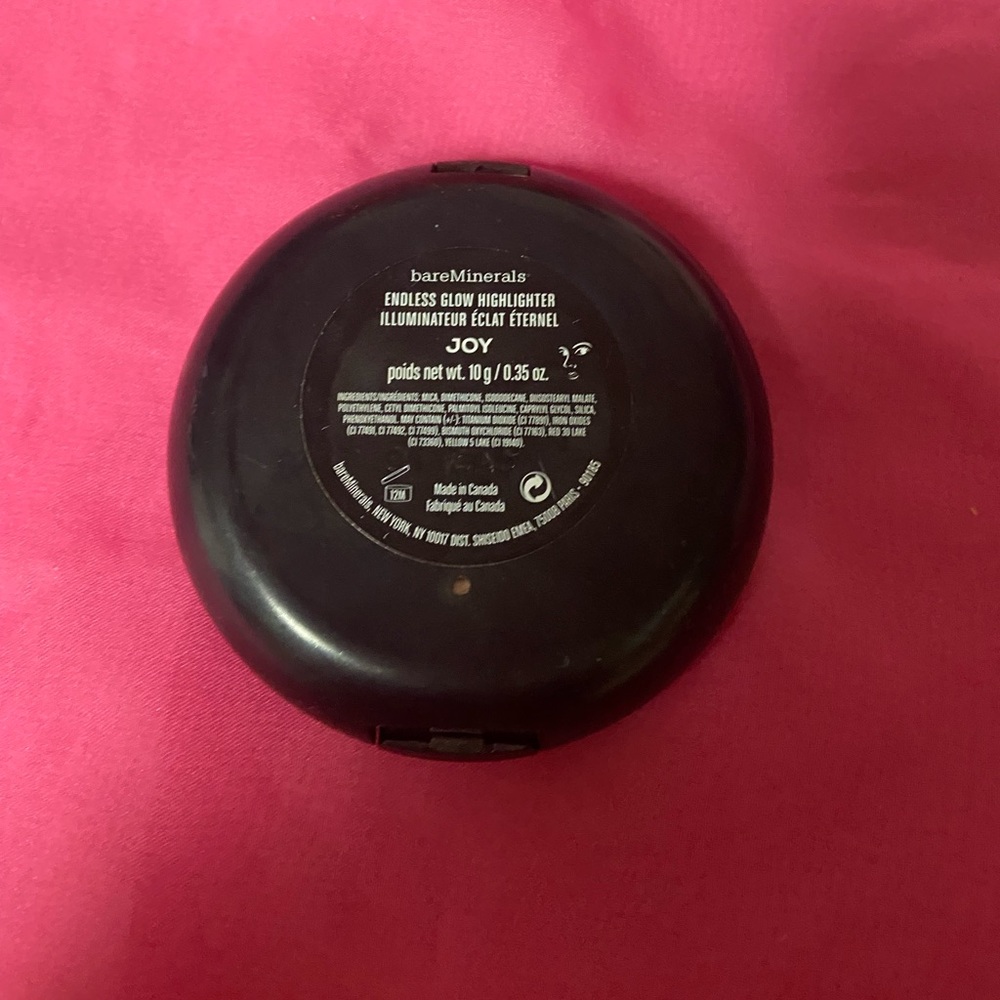 bareMinerals
ENDLESS GLOW HIGHLIGHTER
ILLUMINATEUR ÉCLAT ÉTERNEL
JOY
poids net wt. 10 g / 0.35 oz.
INGREDIENTS/INGRÉDIENTS: MICA, DIMETHICONE, ISODODECANE, DIISOSTEARYL MALATE,
POLYETHYLENE, CETYL DIMETHICONE, PALMITOYL ISOLEUCINE, CAPRYLYL GLYCOL, SILICA,
PHENOXYETHANOL. MAY CONTAIN (+/-): TITANIUM DIOXIDE (CI 77891), IRON OXIDES
(CI 77491, CI 77492, CI 77499), BISMUTH OXYCHLORIDE (CI 77163), RED 30 LAKE
(CI 73360), YELLOW 5 LAKE (CI 19140).
12M
Made in Canada
Fabriqué au Canada
bareMinerals, NEW YORK, NY 10017 DIST. SHISEIDO EMEA, 75008 PARIS - 90185